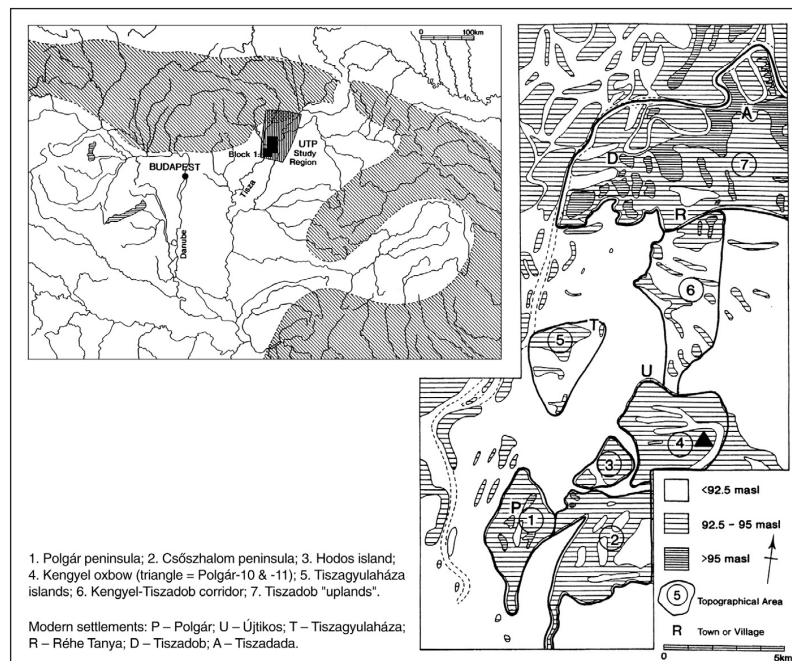 0 100km
Block 1
UTP
Study
Region
BUDAPEST
Tisza
Danube
A
D
7
R
6
5
T
U
4
3
P
1
2
<92.5 masl
92.5 – 95 masl
>95 masl
5 Topographical Area
R Town or Village
0 5km
1. Polgár peninsula; 2. Csőszhalom peninsula; 3. Hodos island;
4. Kengyel oxbow (triangle = Polgár-10 & -11); 5. Tiszagyulaháza
islands; 6. Kengyel-Tiszadob corridor; 7. Tiszadob "uplands".
Modern settlements: P – Polgár; U – Újtikos; T – Tiszagyulaháza;
R – Réhe Tanya; D – Tiszadob; A – Tiszadada.